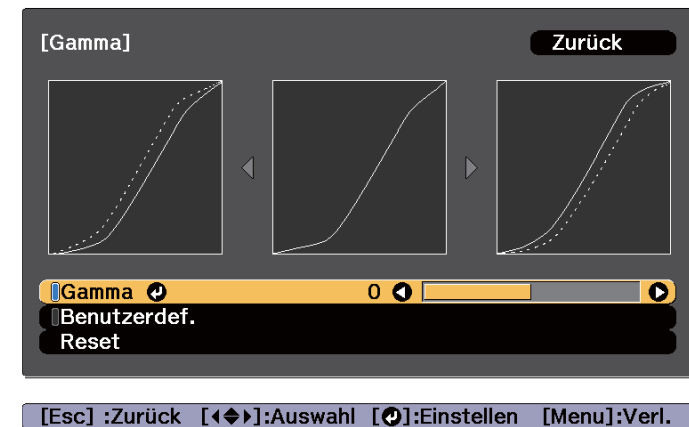 [Gamma] Zurück
Gamma 0
Benutzerdef.
Reset
[Esc] :Zurück [◀◆▶]:Auswahl [↵]:Einstellen [Menu]:Verl.